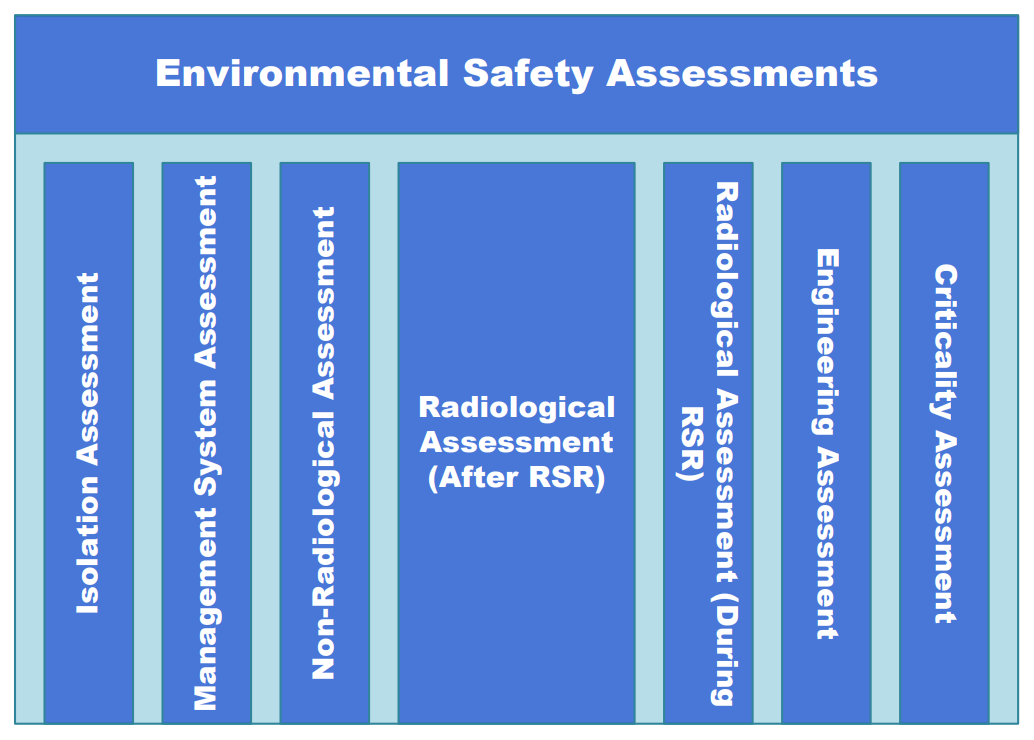 Environmental Safety Assessments
Isolation Assessment
Management System Assessment
Non-Radiological Assessment
Radiological
Assessment
(After RSR)
Radiological Assessment (During
RSR)
Engineering Assessment
Criticality Assessment